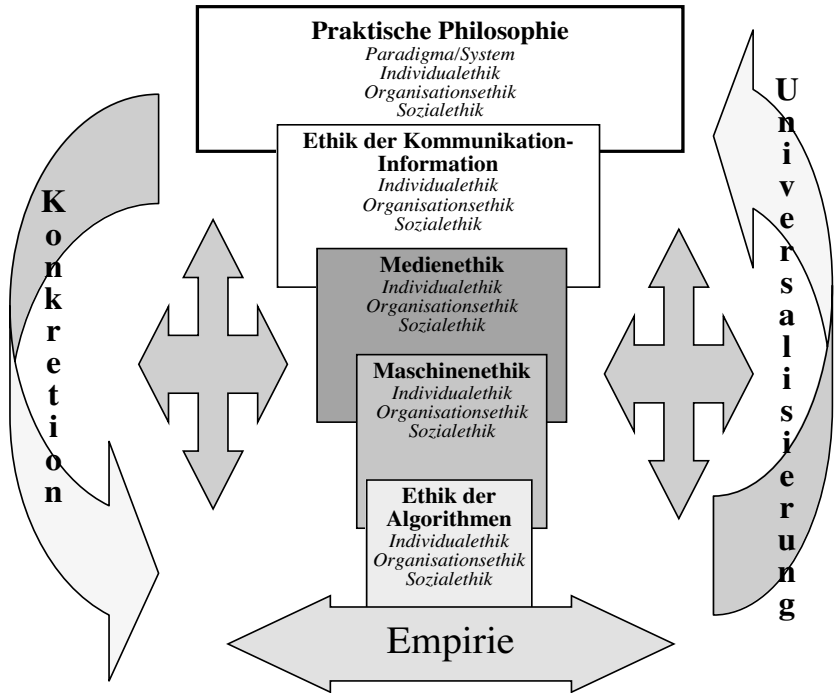 Praktische Philosophie
Paradigma/System
Individualethik
Organisationsethik
Sozialethik
Ethik der Kommunikation-
Information
Individualethik
Organisationsethik
Sozialethik
Medienethik
Individualethik
Organisationsethik
Sozialethik
Maschinenethik
Individualethik
Organisationsethik
Sozialethik
Ethik der
Algorithmen
Individualethik
Organisationsethik
Sozialethik
Empirie
Konkretion
Universalisierung